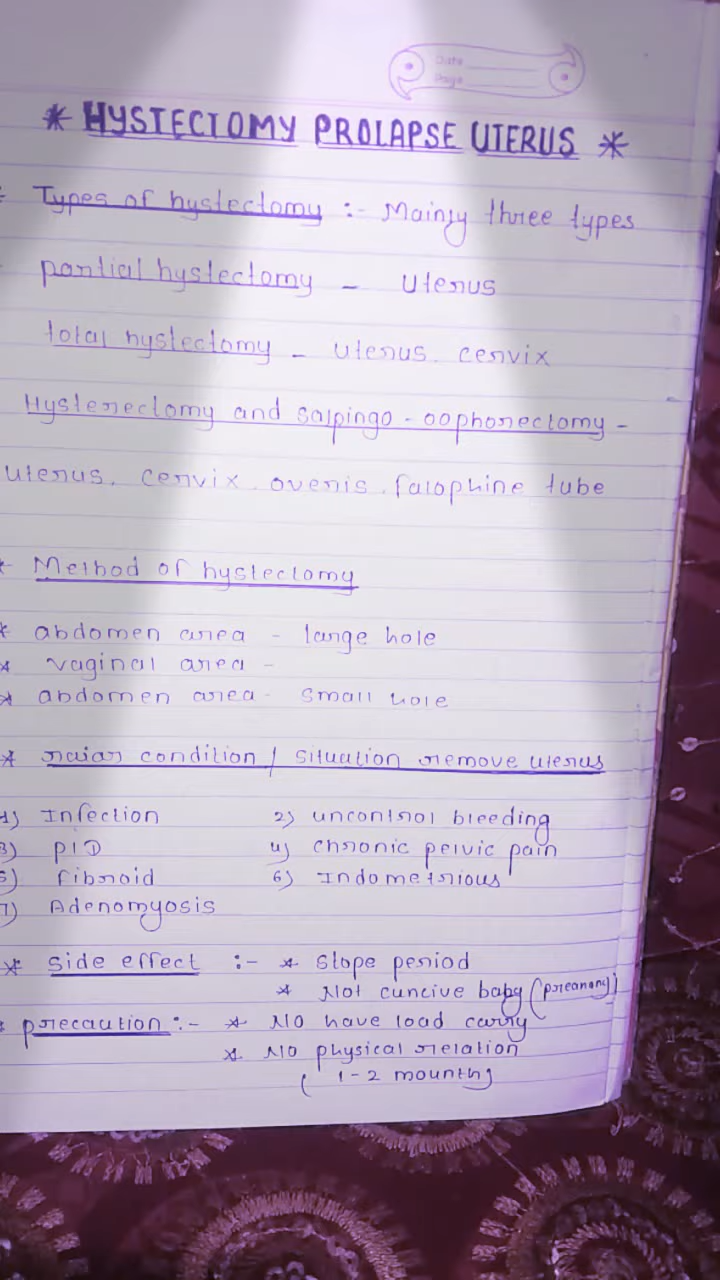 Date
Page
* HYSTECTOMY PROLAPSE UTERUS *
Types of hystectomy :- Mainly three types
partial hystectomy - uterus
total hystectomy - uterus. cervix
Hysterectomy and salpingo - oophorectomy -
uterus. cervix. overis. falophine tube
* Method of hystectomy
* abdomen area - large hole
* vaginal area -
* abdomen area - small hole
* condition / situation remove uterus
1) Infection 2) uncontrol bleeding
3) PID 4) chronic pelvic pain
5) fibroid 6) Indometrious
7) Adenomyosis
* side effect :- * stope period
* Not cuncive baby
* precaution :- * No have load carry
* No physical relation
( 1-2 mounth)